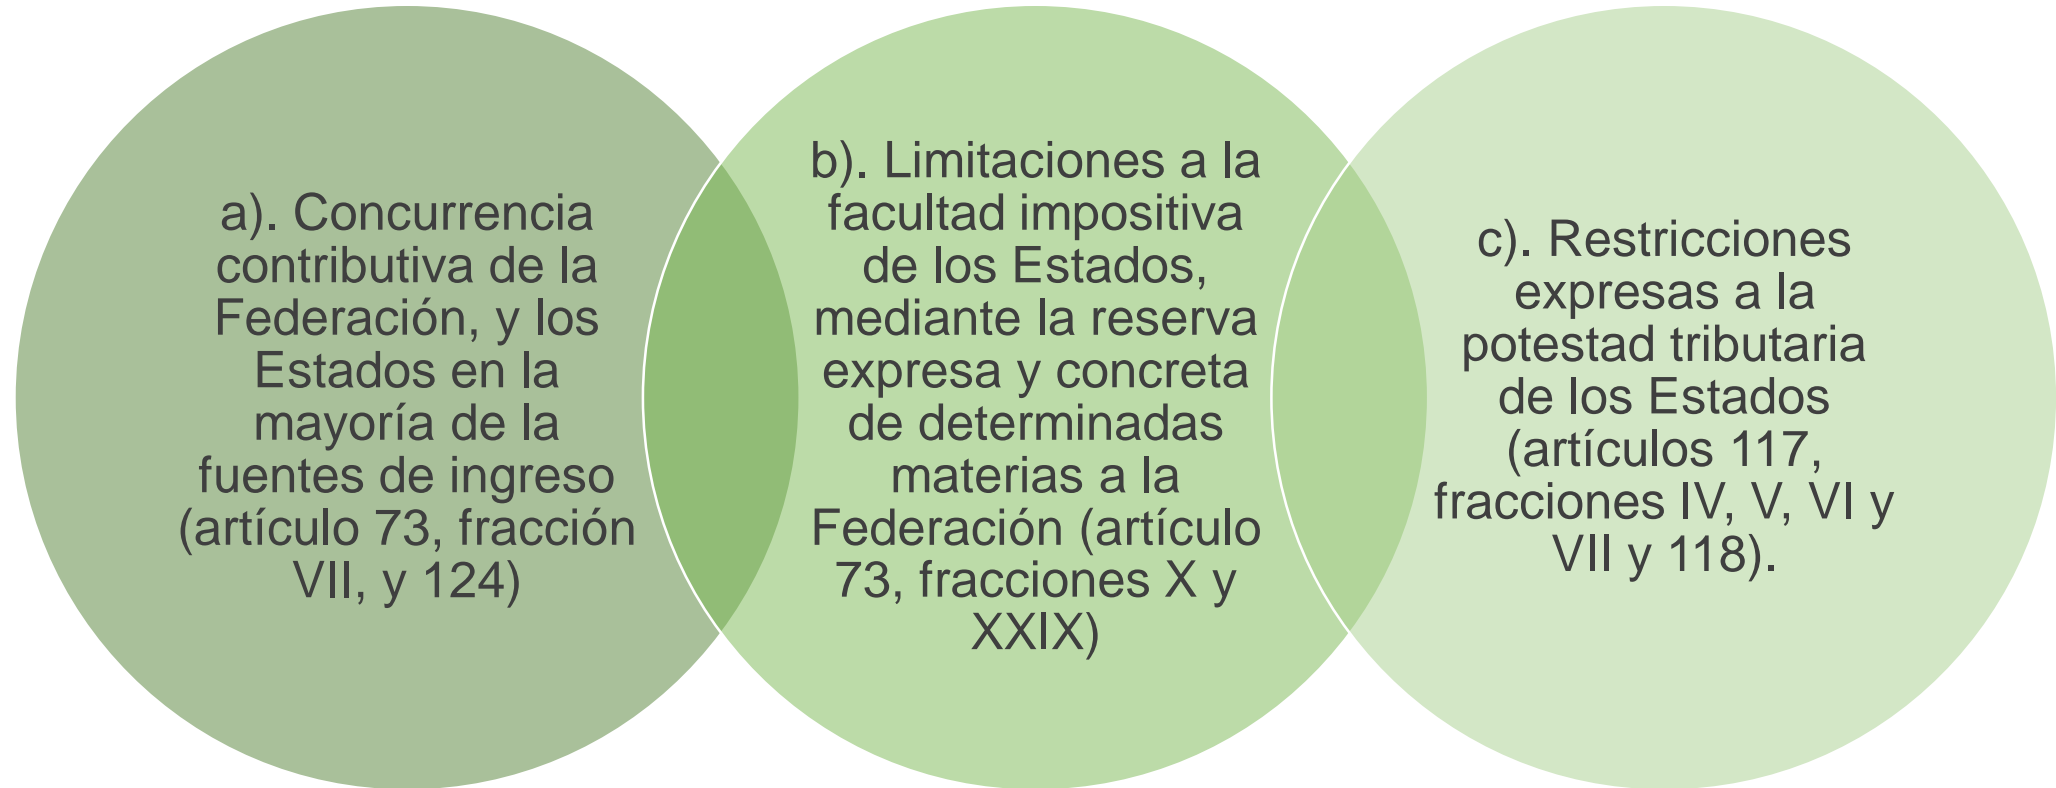 a). Concurrencia
contributiva de la
Federación, y los
Estados en la
mayoría de la
fuentes de ingreso
(artículo 73, fracción
VII, y 124)
b). Limitaciones a la
facultad impositiva
de los Estados,
mediante la reserva
expresa y concreta
de determinadas
materias a la
Federación (artículo
73, fracciones X y
XXIX)
c). Restricciones
expresas a la
potestad tributaria
de los Estados
(artículos 117,
fracciones IV, V, VI y
VII y 118).